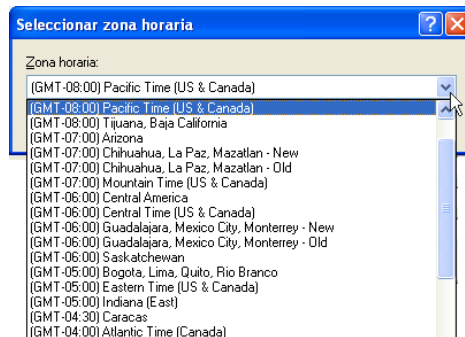 Seleccionar zona horaria
Zona horaria:
(GMT-08:00) Pacific Time (US & Canada)
(GMT-08:00) Pacific Time (US & Canada)
(GMT-08:00) Tijuana, Baja California
(GMT-07:00) Arizona
(GMT-07:00) Chihuahua, La Paz, Mazatlan - New
(GMT-07:00) Chihuahua, La Paz, Mazatlan - Old
(GMT-07:00) Mountain Time (US & Canada)
(GMT-06:00) Central America
(GMT-06:00) Central Time (US & Canada)
(GMT-06:00) Guadalajara, Mexico City, Monterrey - New
(GMT-06:00) Guadalajara, Mexico City, Monterrey - Old
(GMT-06:00) Saskatchewan
(GMT-05:00) Bogota, Lima, Quito, Rio Branco
(GMT-05:00) Eastern Time (US & Canada)
(GMT-05:00) Indiana (East)
(GMT-04:30) Caracas
(GMT-04:00) Atlantic Time (Canada)